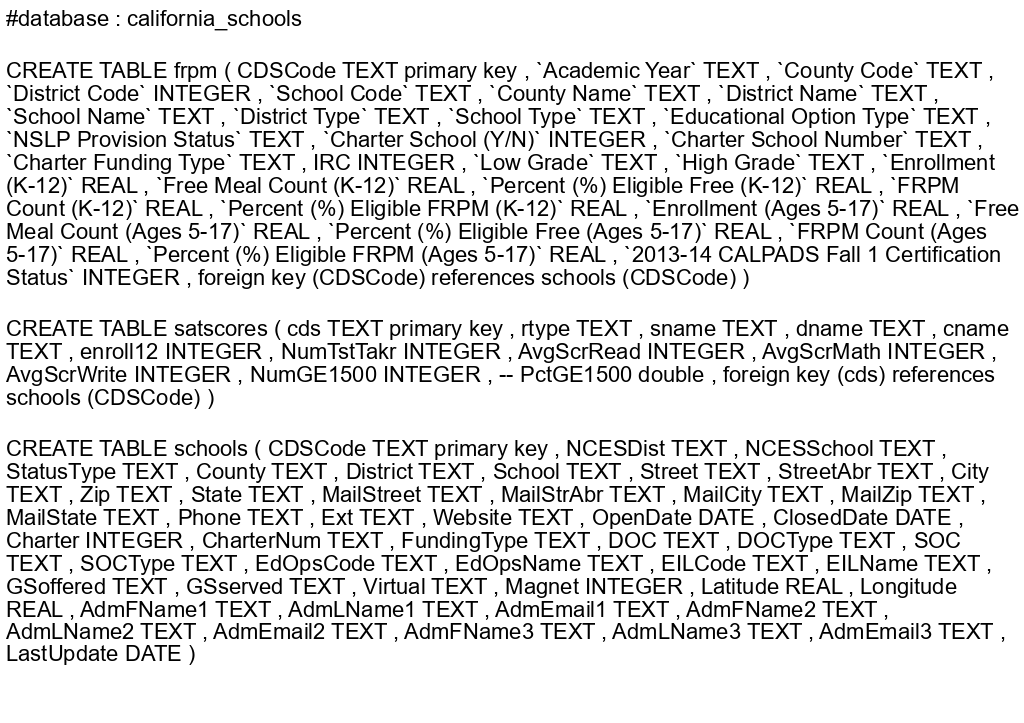 #database : california_schools
CREATE TABLE frpm ( CDSCode TEXT primary key , `Academic Year` TEXT , `County Code` TEXT ,
`District Code` INTEGER , `School Code` TEXT , `County Name` TEXT , `District Name` TEXT ,
`School Name` TEXT , `District Type` TEXT , `School Type` TEXT , `Educational Option Type` TEXT ,
`NSLP Provision Status` TEXT , `Charter School (Y/N)` INTEGER , `Charter School Number` TEXT ,
`Charter Funding Type` TEXT , IRC INTEGER , `Low Grade` TEXT , `High Grade` TEXT , `Enrollment
(K-12)` REAL , `Free Meal Count (K-12)` REAL , `Percent (%) Eligible Free (K-12)` REAL , `FRPM
Count (K-12)` REAL , `Percent (%) Eligible FRPM (K-12)` REAL , `Enrollment (Ages 5-17)` REAL , `Free
Meal Count (Ages 5-17)` REAL , `Percent (%) Eligible Free (Ages 5-17)` REAL , `FRPM Count (Ages
5-17)` REAL , `Percent (%) Eligible FRPM (Ages 5-17)` REAL , `2013-14 CALPADS Fall 1 Certification
Status` INTEGER , foreign key (CDSCode) references schools (CDSCode) )
CREATE TABLE satscores ( cds TEXT primary key , rtype TEXT , sname TEXT , dname TEXT , cname
TEXT , enroll12 INTEGER , NumTstTakr INTEGER , AvgScrRead INTEGER , AvgScrMath INTEGER ,
AvgScrWrite INTEGER , NumGE1500 INTEGER , -- PctGE1500 double , foreign key (cds) references
schools (CDSCode) )
CREATE TABLE schools ( CDSCode TEXT primary key , NCESDist TEXT , NCESSchool TEXT ,
StatusType TEXT , County TEXT , District TEXT , School TEXT , Street TEXT , StreetAbr TEXT , City
TEXT , Zip TEXT , State TEXT , MailStreet TEXT , MailStrAbr TEXT , MailCity TEXT , MailZip TEXT ,
MailState TEXT , Phone TEXT , Ext TEXT , Website TEXT , OpenDate DATE , ClosedDate DATE ,
Charter INTEGER , CharterNum TEXT , FundingType TEXT , DOC TEXT , DOCType TEXT , SOC
TEXT , SOCType TEXT , EdOpsCode TEXT , EdOpsName TEXT , EILCode TEXT , EILName TEXT ,
GSoffered TEXT , GSserved TEXT , Virtual TEXT , Magnet INTEGER , Latitude REAL , Longitude
REAL , AdmFName1 TEXT , AdmLName1 TEXT , AdmEmail1 TEXT , AdmFName2 TEXT ,
AdmLName2 TEXT , AdmEmail2 TEXT , AdmFName3 TEXT , AdmLName3 TEXT , AdmEmail3 TEXT ,
LastUpdate DATE )